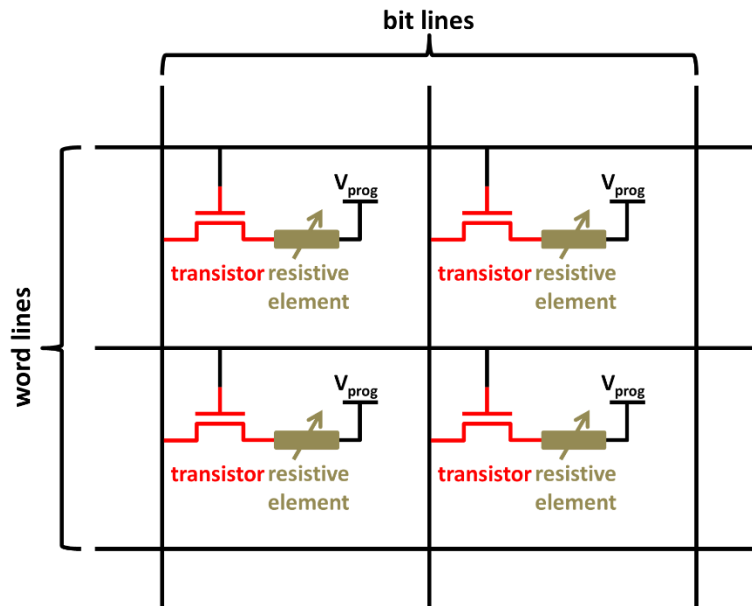 bit lines
word lines
Vprog
Vprog
transistor resistive
element
transistor resistive
element
Vprog
Vprog
transistor resistive
element
transistor resistive
element